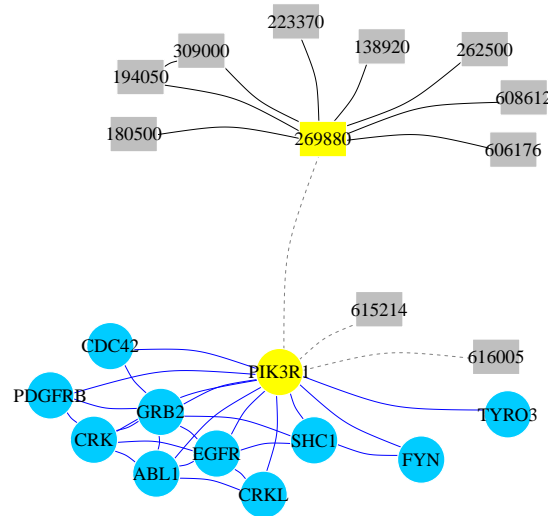 223370
309000
138920
262500
194050
608612
180500
269880
606176
615214
CDC42
616005
PIK3R1
PDGFRB
GRB2
TYRO3
CRK
SHC1
EGFR
FYN
ABL1
CRKL